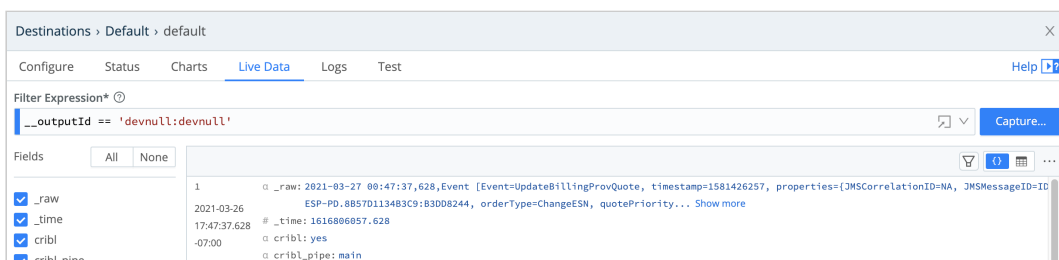 Destinations › Default › default
Configure Status Charts Live Data Logs Test Help
Filter Expression*
__outputId == 'devnull:devnull' Capture...
Fields All None
1 α _raw: 2021-03-27 00:47:37,628,Event [Event=UpdateBillingProvQuote, timestamp=1581426257, properties={JMSCorrelationID=NA, JMSMessageID=ID
_raw 2021-03-26 ESP-PD.8B57D1134B3C9:B3DD8244, orderType=ChangeESN, quotePriority... Show more
_time 17:47:37.628 # _time: 1616806057.628
cribl -07:00 α cribl: yes
cribl_pipe α cribl_pipe: main